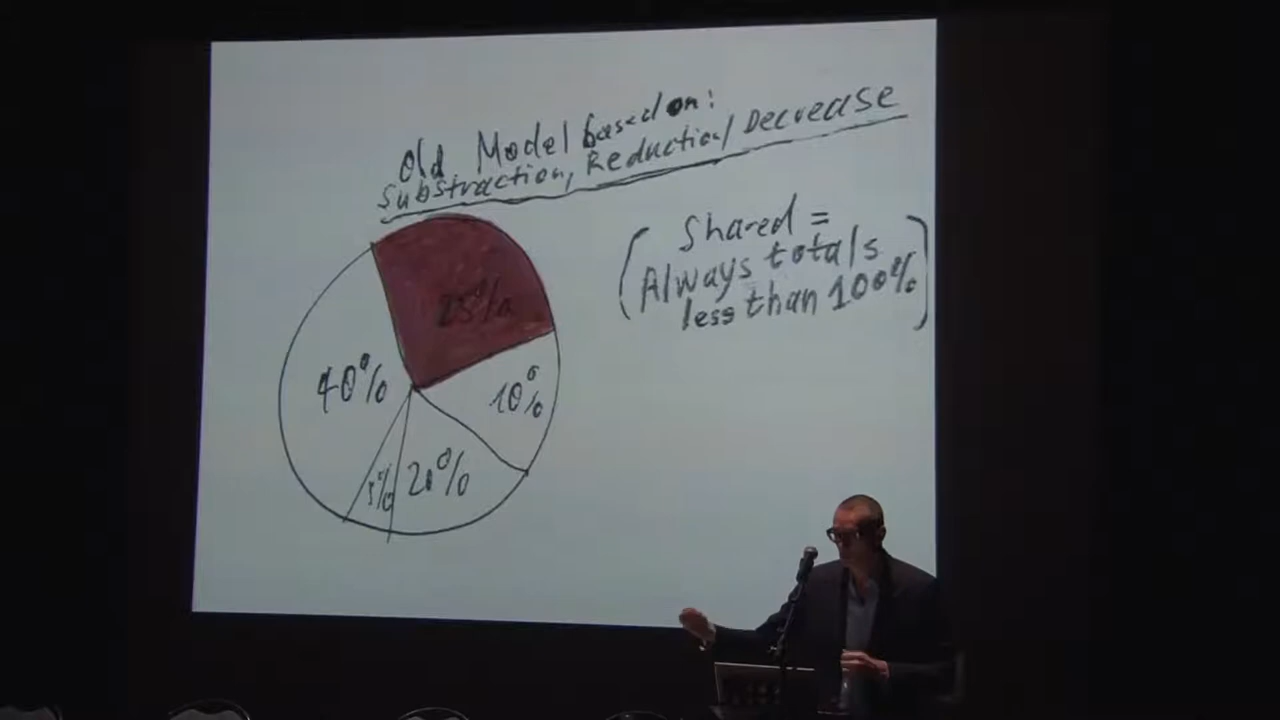 Old Model based on:
Substraction, Reduction/Decrease
(Shared =
Always totals
less than 100%)
25%
40%
10%
5%
20%